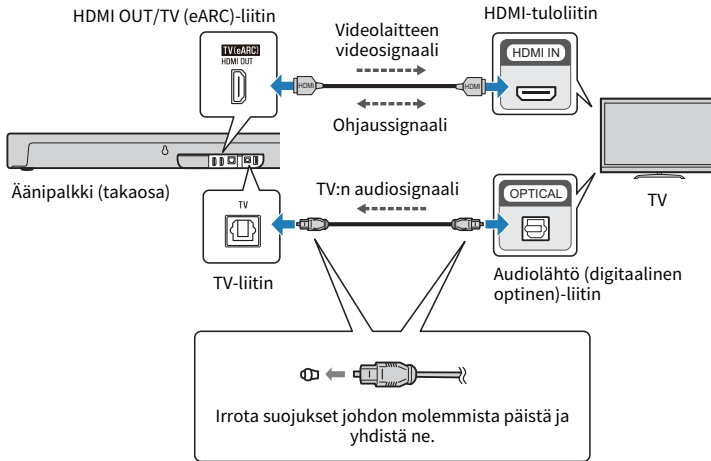 HDMI OUT/TV (eARC)-liitin
HDMI-tuloliitin
Videolaitteen
videosignaali
TV(eARC)
HDMI OUT
HDMI
HDMI
HDMI IN
Ohjaussignaali
Äänipalkki (takaosa)
TV:n audiosignaali
TV
TV
OPTICAL
TV-liitin
Audiolähtö (digitaalinen
optinen)-liitin
Irrota suojukset johdon molemmista päistä ja
yhdistä ne.